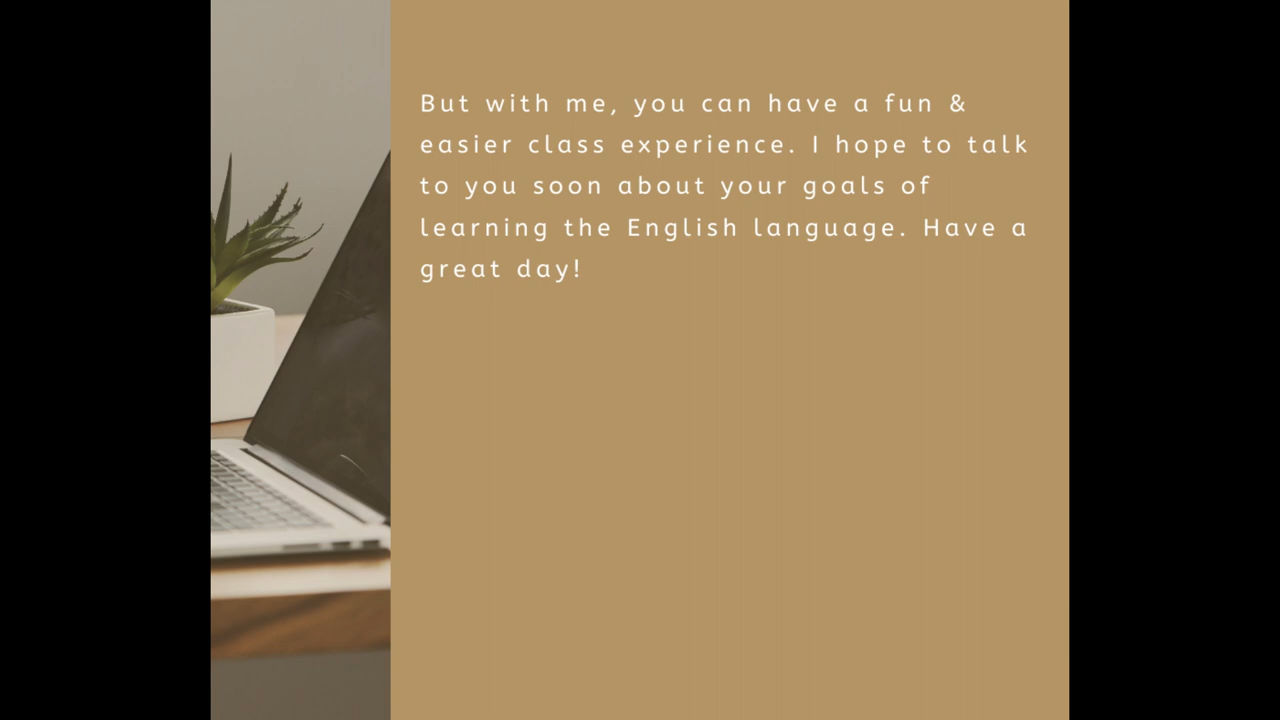 But with me, you can have a fun &
easier class experience. I hope to talk
to you soon about your goals of
learning the English language. Have a
great day!